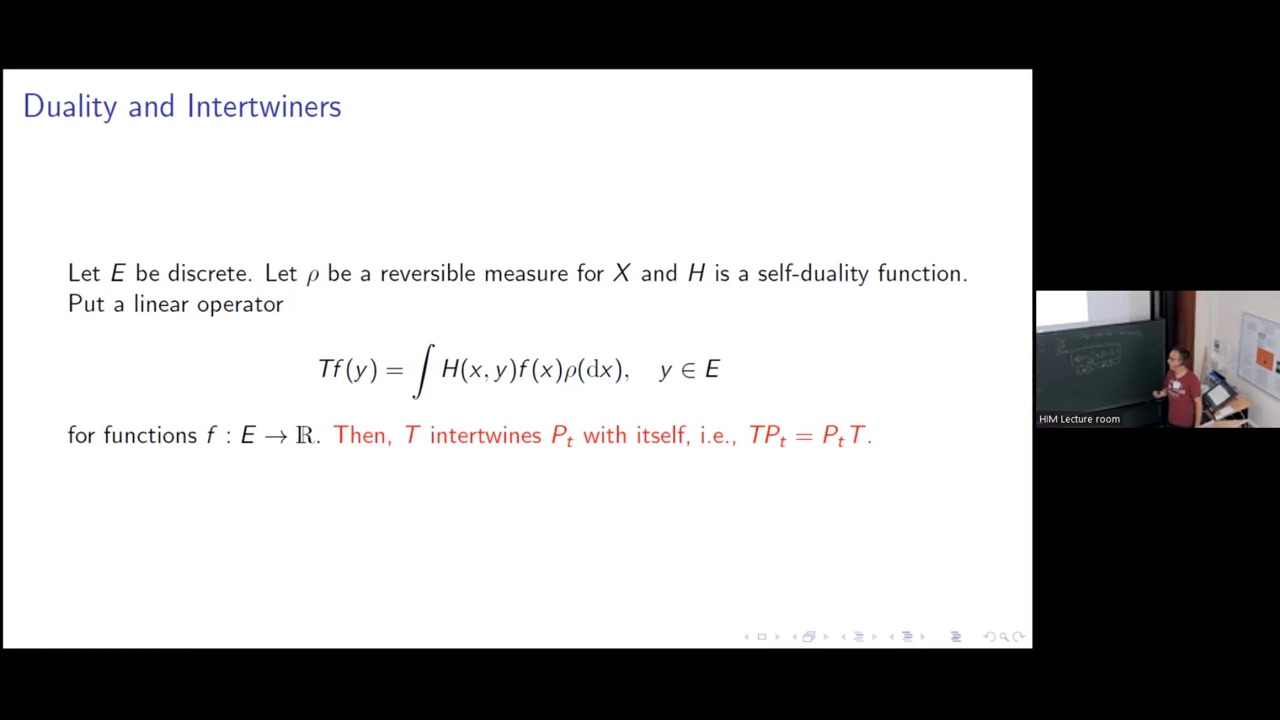 Duality and Intertwiners
Let E be discrete. Let ρ be a reversible measure for X and H is a self-duality function.
Put a linear operator
Tf(y) = ∫ H(x, y)f(x)ρ(dx), y ∈ E
for functions f : E → ℝ. Then, T intertwines P_t with itself, i.e., TP_t = P_t T.
HIM Lecture room